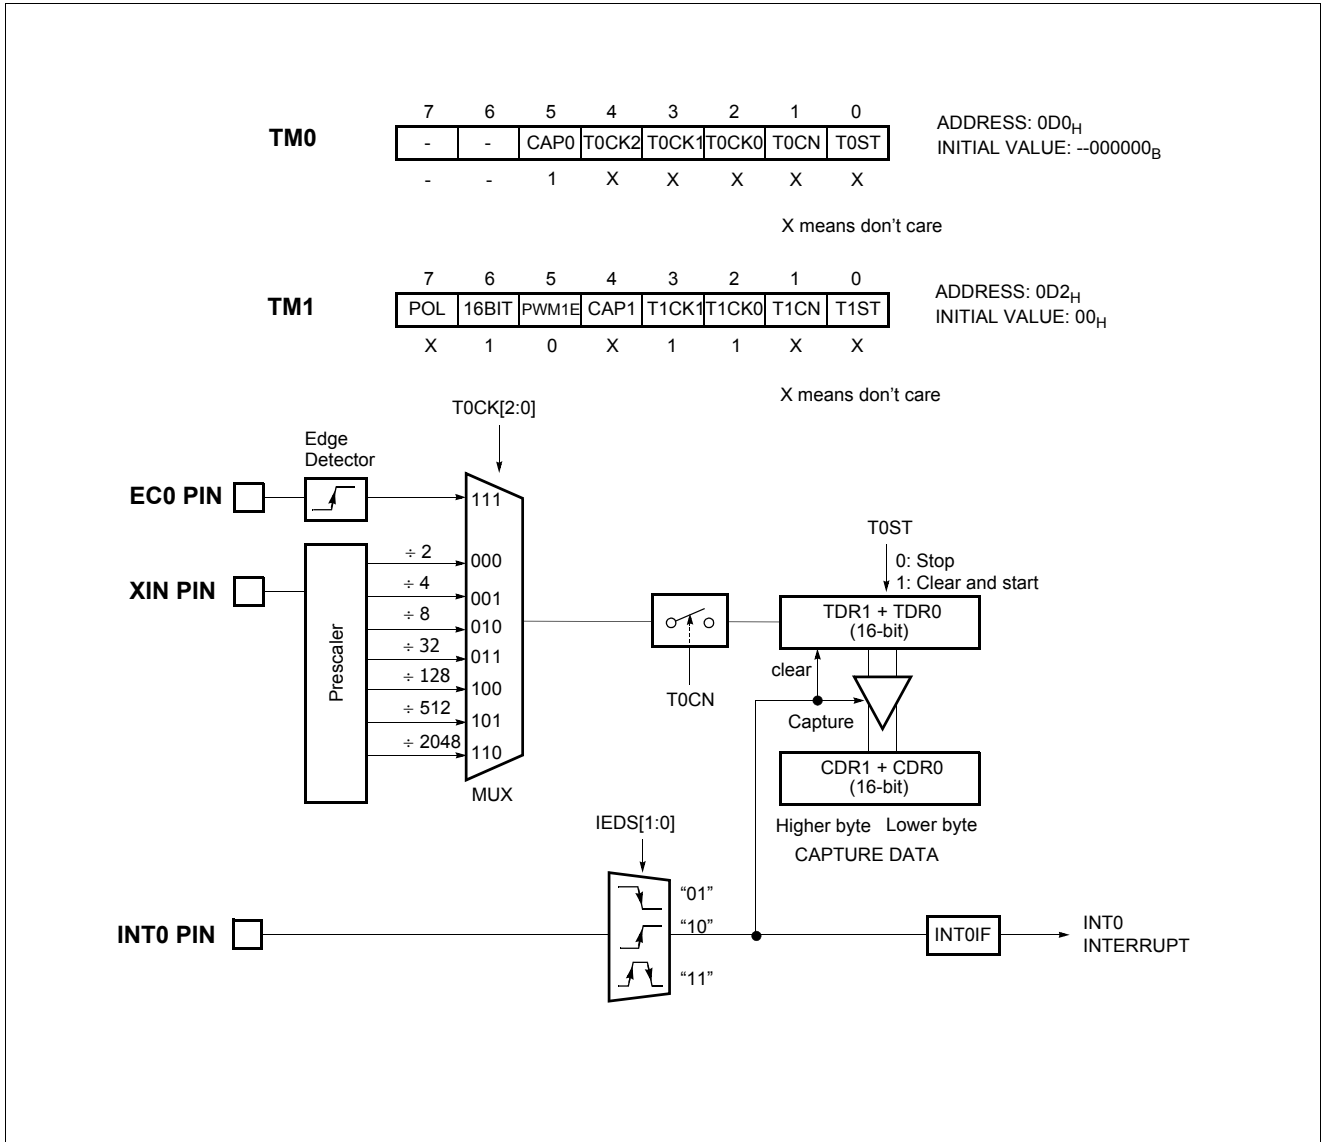 7 6 5 4 3 2 1 0
TM0
- - CAP0 T0CK2 T0CK1 T0CK0 T0CN T0ST
ADDRESS: 0D0H
INITIAL VALUE: --000000B
- - 1 X X X X X
X means don't care
7 6 5 4 3 2 1 0
TM1
POL 16BIT PWM1E CAP1 T1CK1 T1CK0 T1CN T1ST
ADDRESS: 0D2H
INITIAL VALUE: 00H
X 1 0 X 1 1 X X
X means don't care
T0CK[2:0]
Edge
Detector
EC0 PIN
111
T0ST
0: Stop
1: Clear and start
XIN PIN
Prescaler
÷ 2 000
÷ 4 001
÷ 8 010
÷ 32 011
÷ 128 100
÷ 512 101
÷ 2048 110
MUX
T0CN
TDR1 + TDR0
(16-bit)
clear
Capture
CDR1 + CDR0
(16-bit)
Higher byte Lower byte
CAPTURE DATA
IEDS[1:0]
INT0 PIN
“01”
“10”
“11”
INT0IF
INT0
INTERRUPT